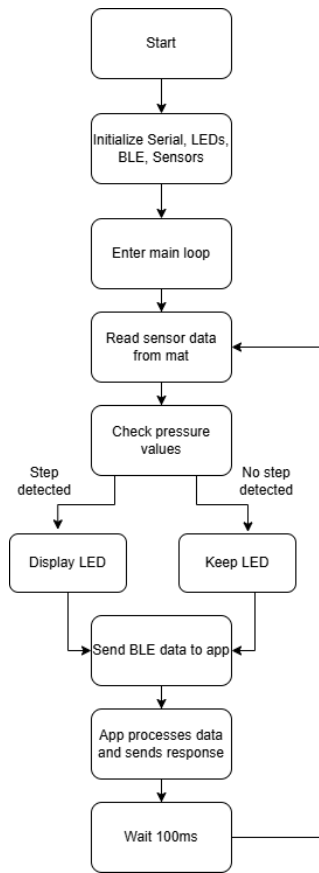 Start
Initialize Serial, LEDs,
BLE, Sensors
Enter main loop
Read sensor data
from mat
Check pressure
values
Step
detected
No step
detected
Display LED
Keep LED
Send BLE data to app
App processes data
and sends response
Wait 100ms